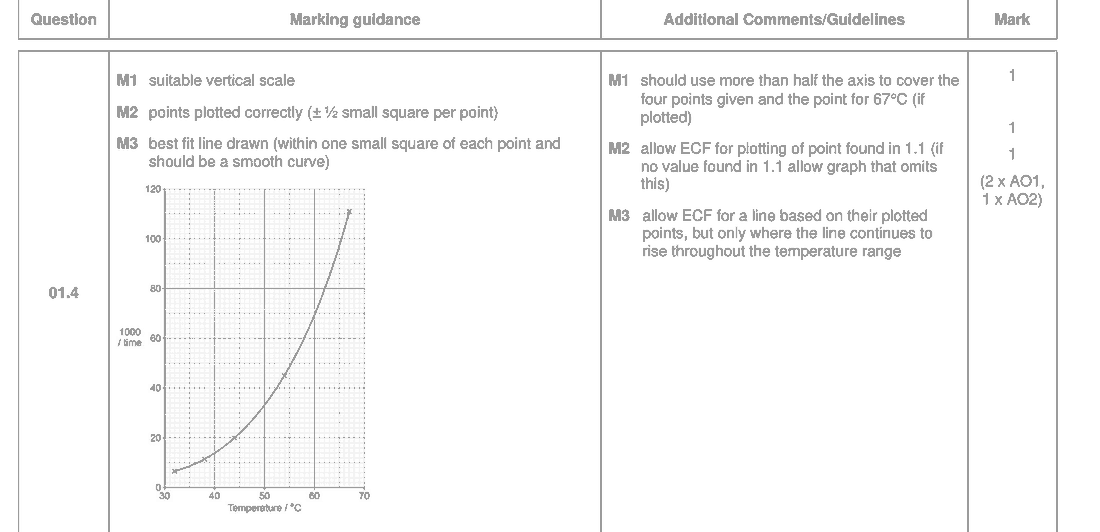 Question Marking guidance Additional Comments/Guidelines Mark
M1 suitable vertical scale
M2 points plotted correctly (± ½ small square per point)
M3 best fit line drawn (within one small square of each point and
should be a smooth curve)
120
100
80
1000
/ time
60
40
20
0
30 40 50 60 70
Temperature / °C
01.4
M1 should use more than half the axis to cover the
four points given and the point for 67°C (if
plotted)
M2 allow ECF for plotting of point found in 1.1 (if
no value found in 1.1 allow graph that omits
this)
M3 allow ECF for a line based on their plotted
points, but only where the line continues to
rise throughout the temperature range
1
1
1
(2 x AO1,
1 x AO2)